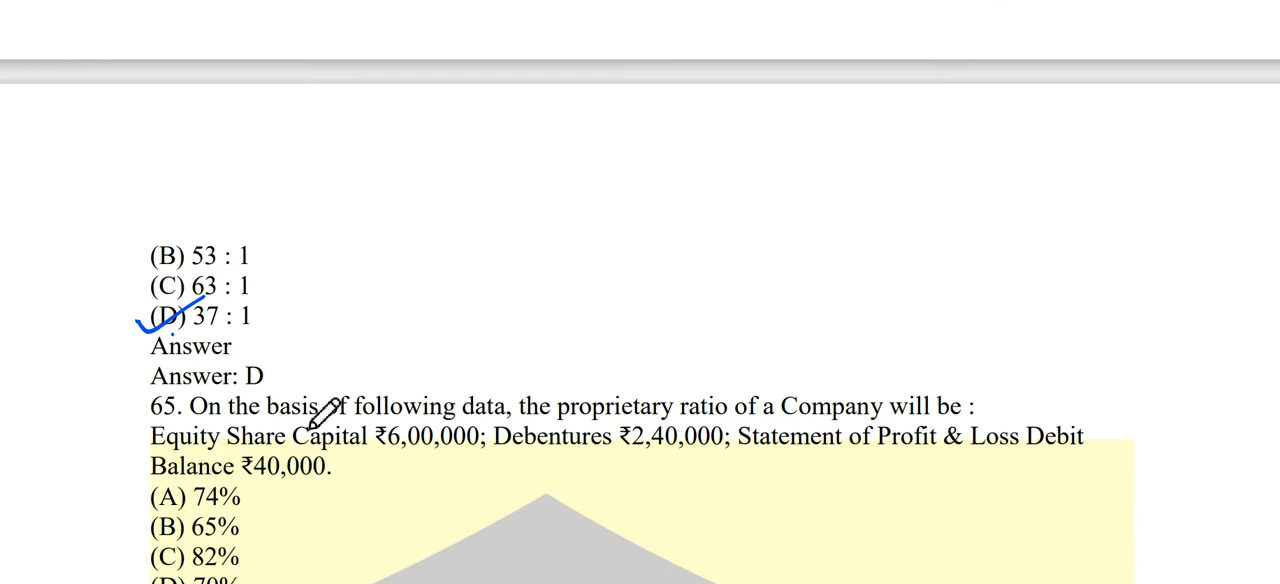 (B) 53 : 1
(C) 63 : 1
(D) 37 : 1
Answer
Answer: D
65. On the basis of following data, the proprietary ratio of a Company will be :
Equity Share Capital ₹6,00,000; Debentures ₹2,40,000; Statement of Profit & Loss Debit
Balance ₹40,000.
(A) 74%
(B) 65%
(C) 82%
(D) 70%